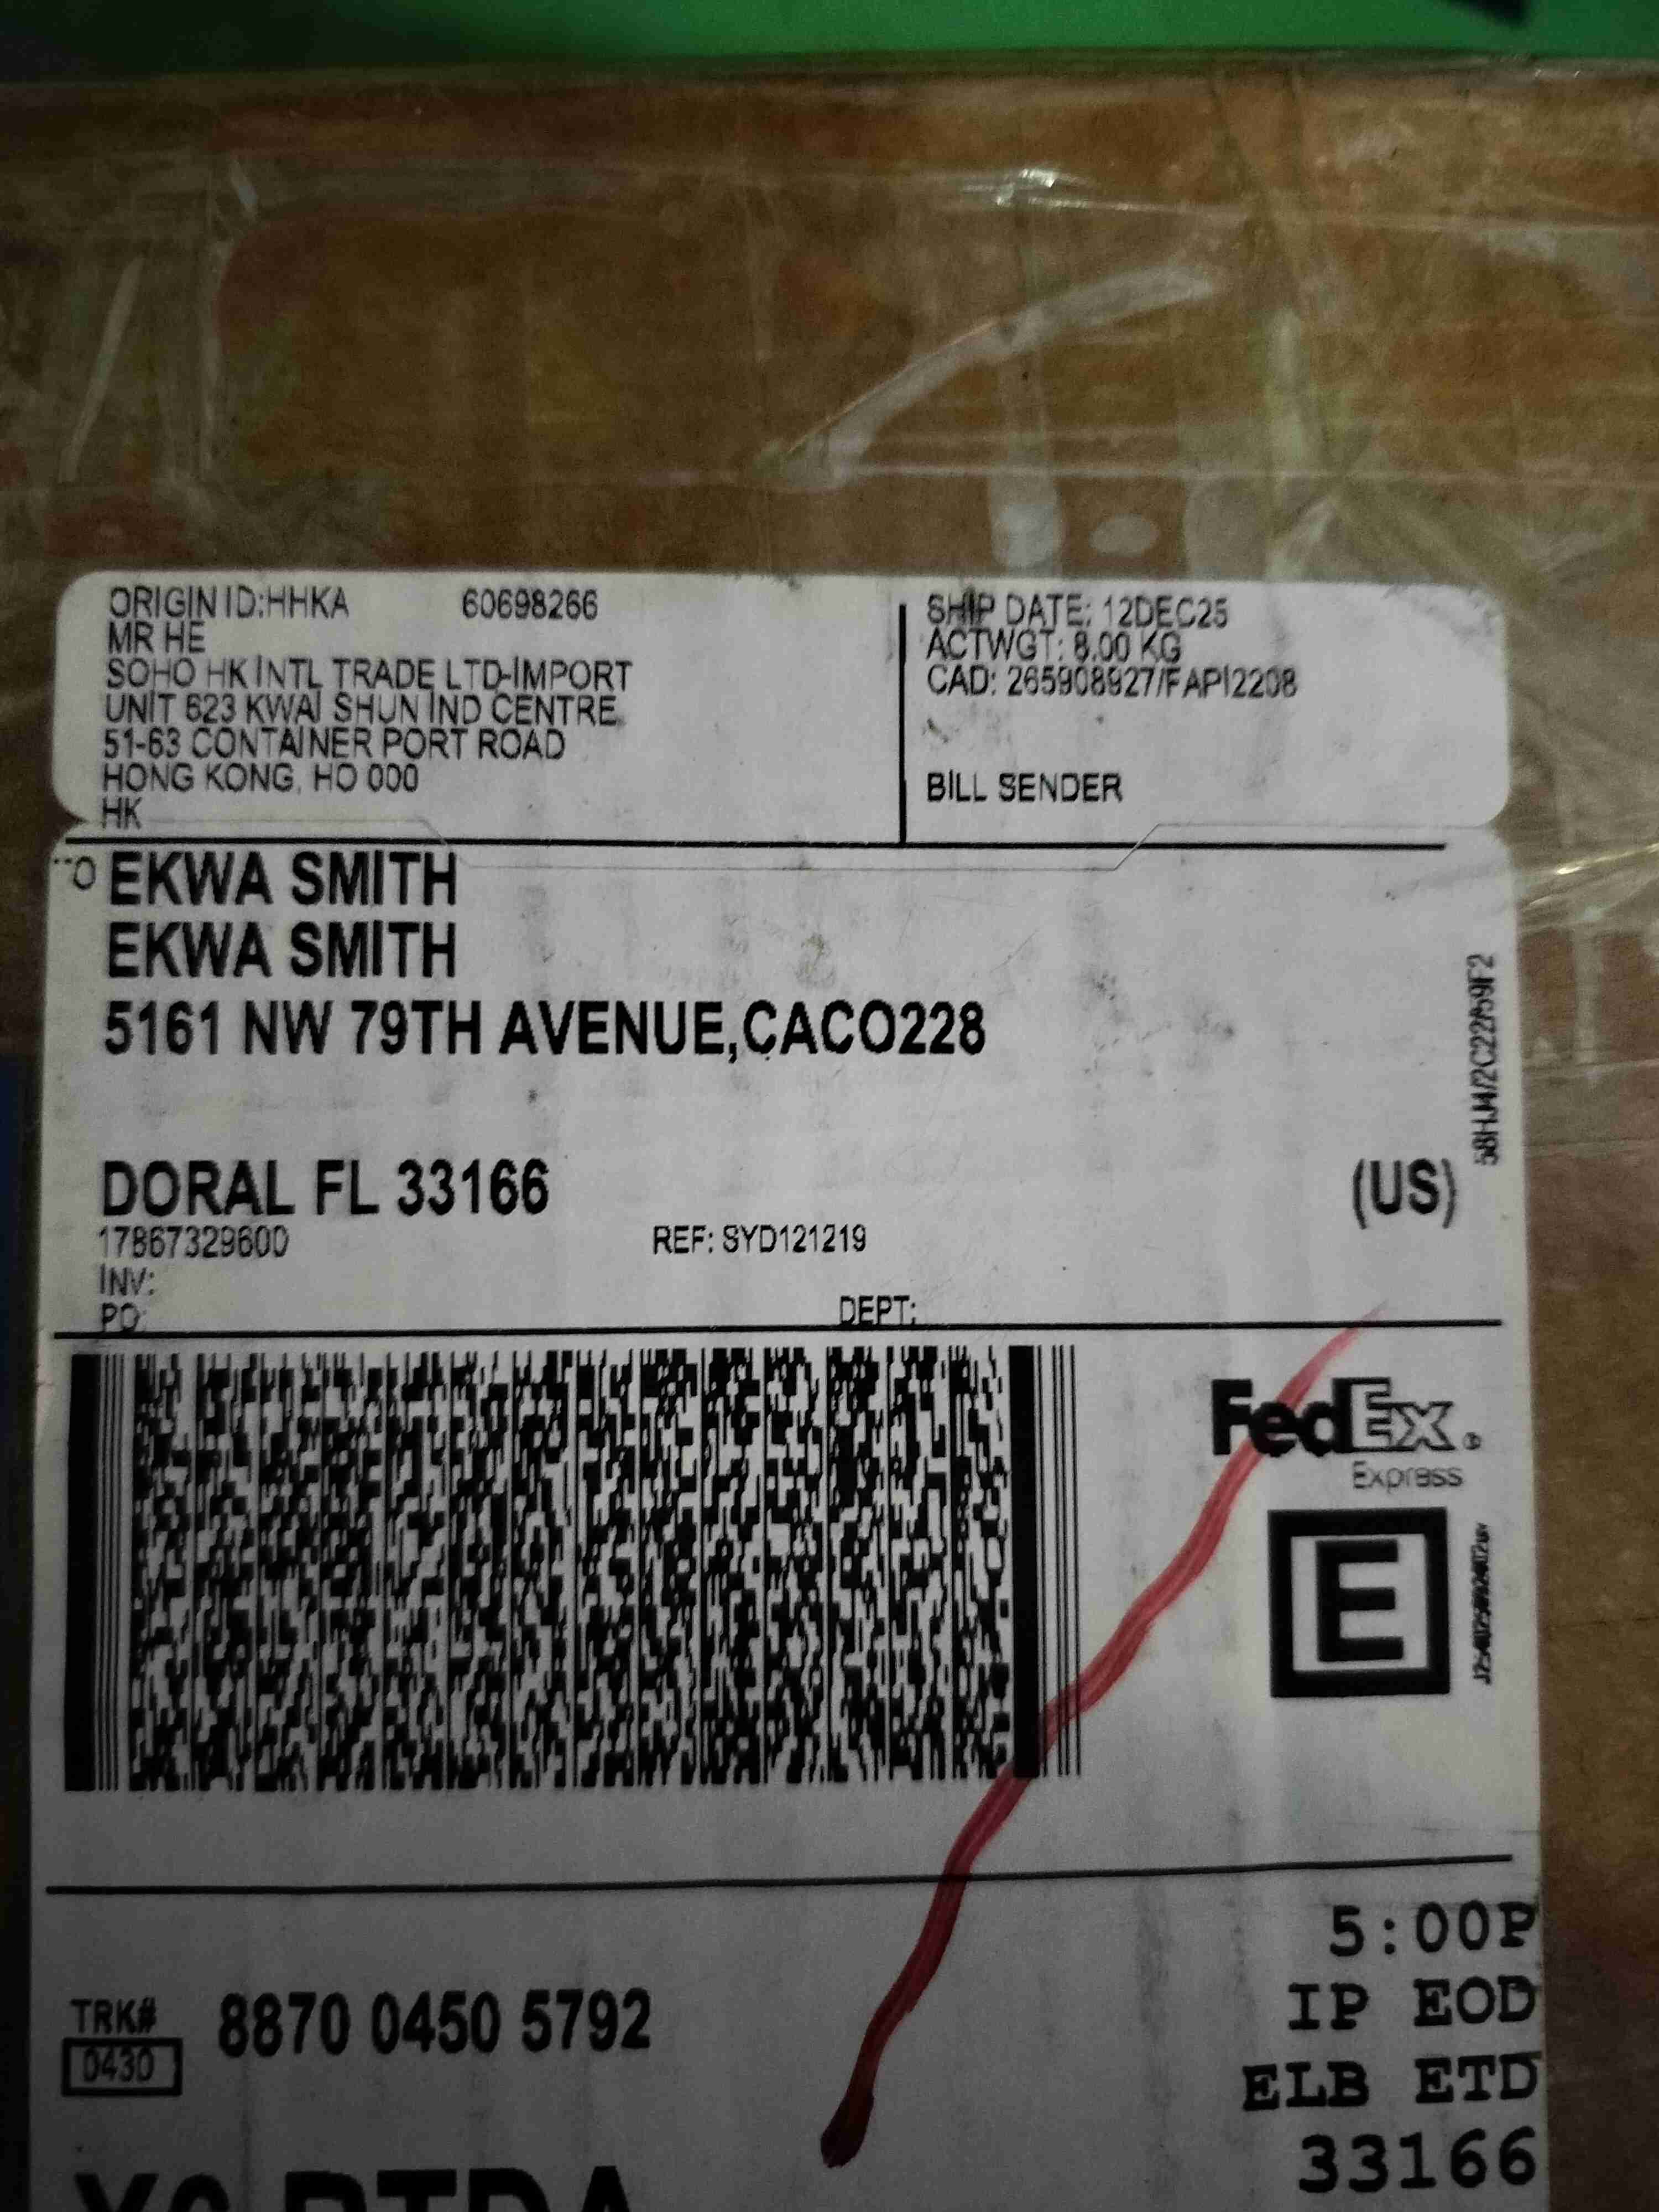 ORIGIN ID:HHKA 60698266
MR HE
SOHO HK INTL TRADE LTD-IMPORT
UNIT 623 KWAI SHUN IND CENTRE
51-63 CONTAINER PORT ROAD
HONG KONG, HO 000
HK
SHIP DATE: 12DEC25
ACTWGT: 8.00 KG
CAD: 265908927/FAPI2208
BILL SENDER
EKWA SMITH
EKWA SMITH
5161 NW 79TH AVENUE,CACO228
DORAL FL 33166
(US)
17867329600 REF: SYD121219
INV:
PO: DEPT:
FedEx
Express
E
5:00P
IP EOD
ELB ETD
33166
TRK# 8870 0450 5792
0430